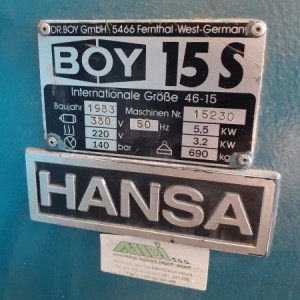 DR.BOY GmbH 5466 Fernthal-West-Germany
BOY 15 S
Internationale Größe 46-15
Baujahr 1983 Maschinen Nr. 15230
380 V 50 Hz 5,5 KW
220 V 3,2 KW
140 bar 690 kg
HANSA